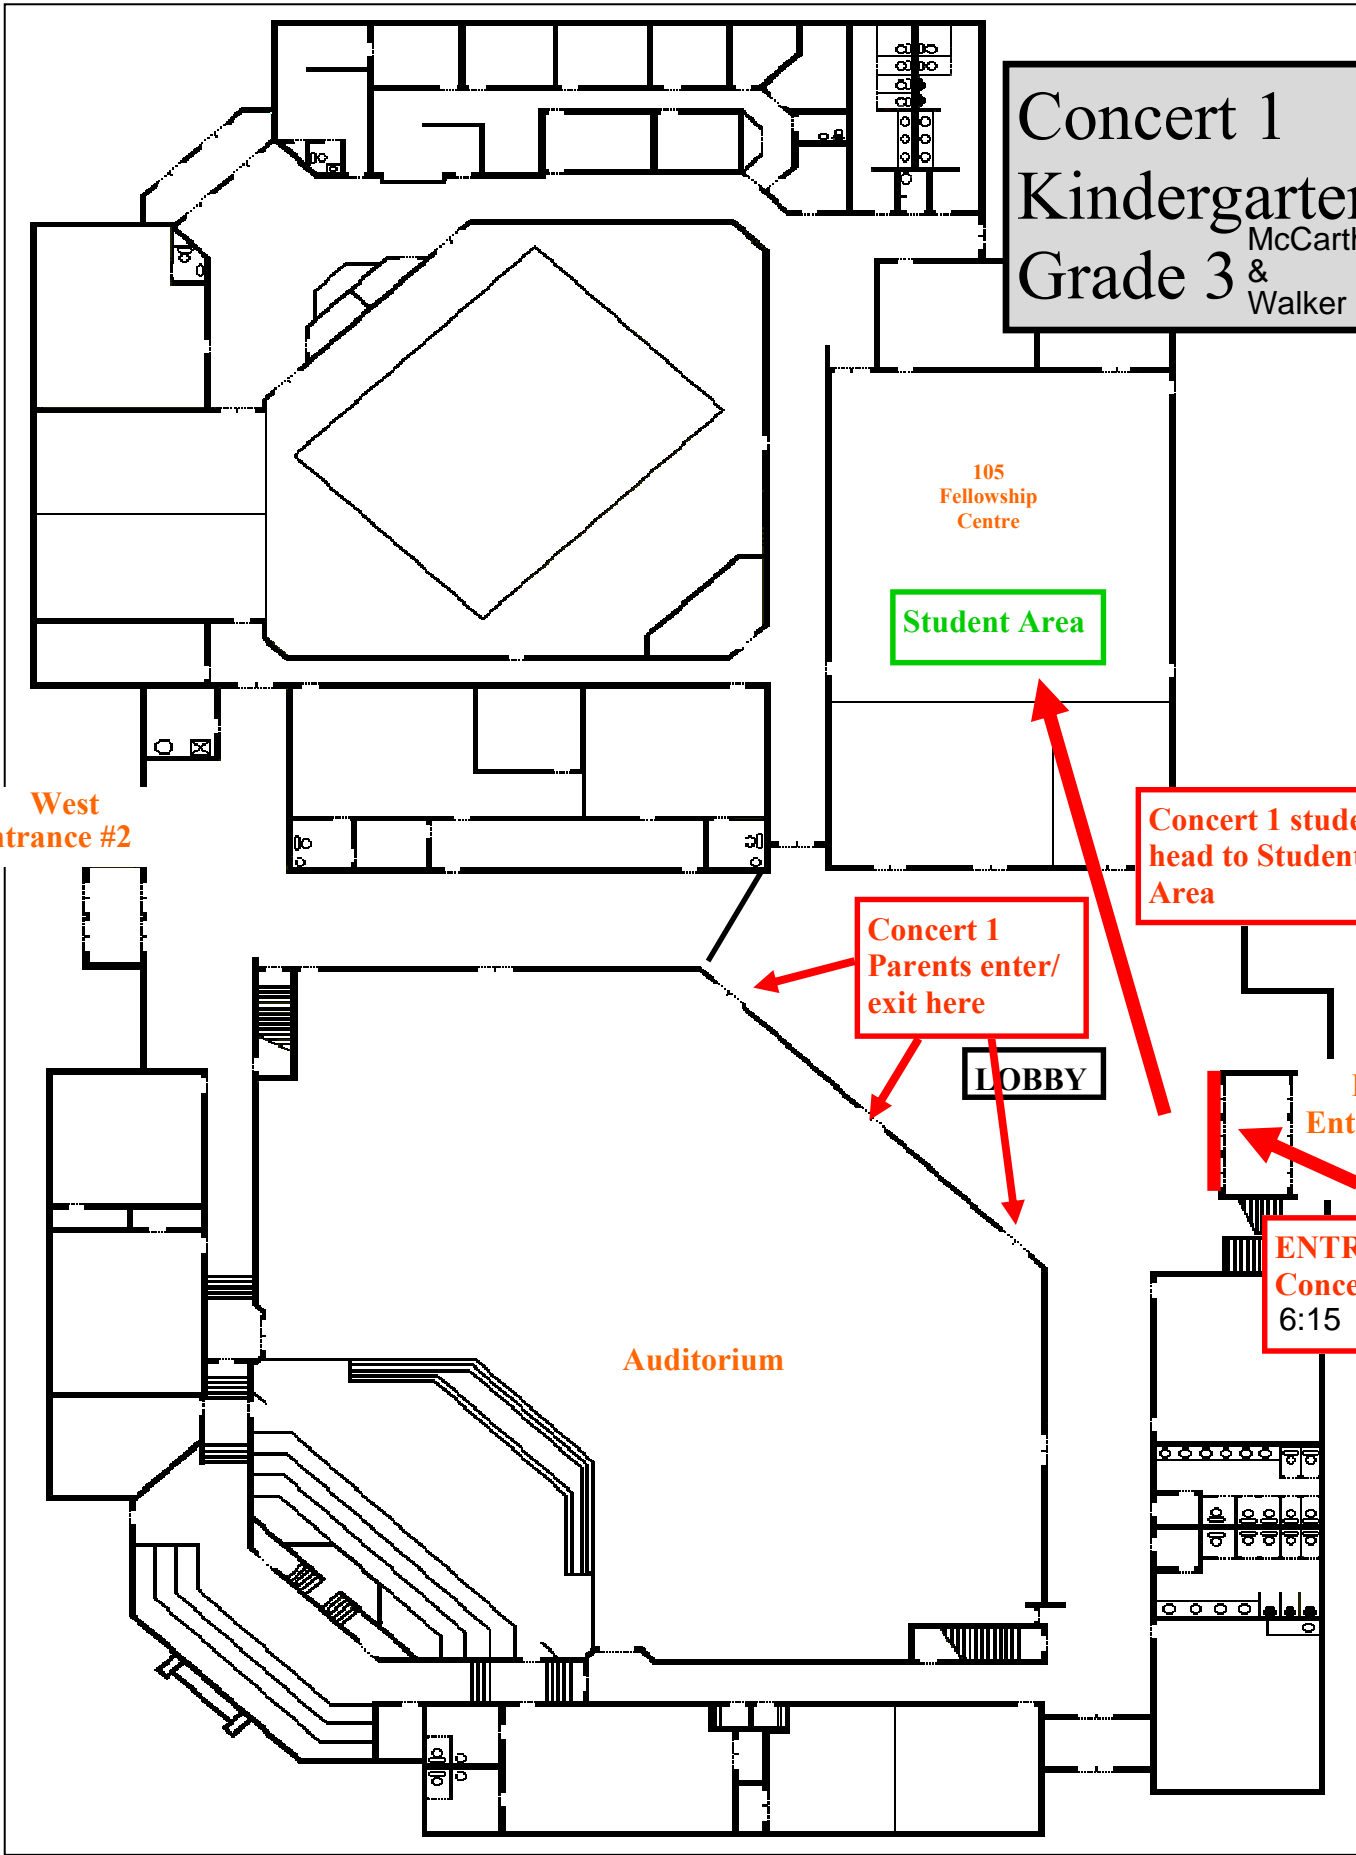 Concert 1
Kindergarten
Grade 3 McCarth
&
Walker
105
Fellowship
Centre
Student Area
West
ntrance #2
Concert 1 stude
head to Student
Area
Concert 1
Parents enter/
exit here
LOBBY
Ent
ENTR
Conce
6:15
Auditorium